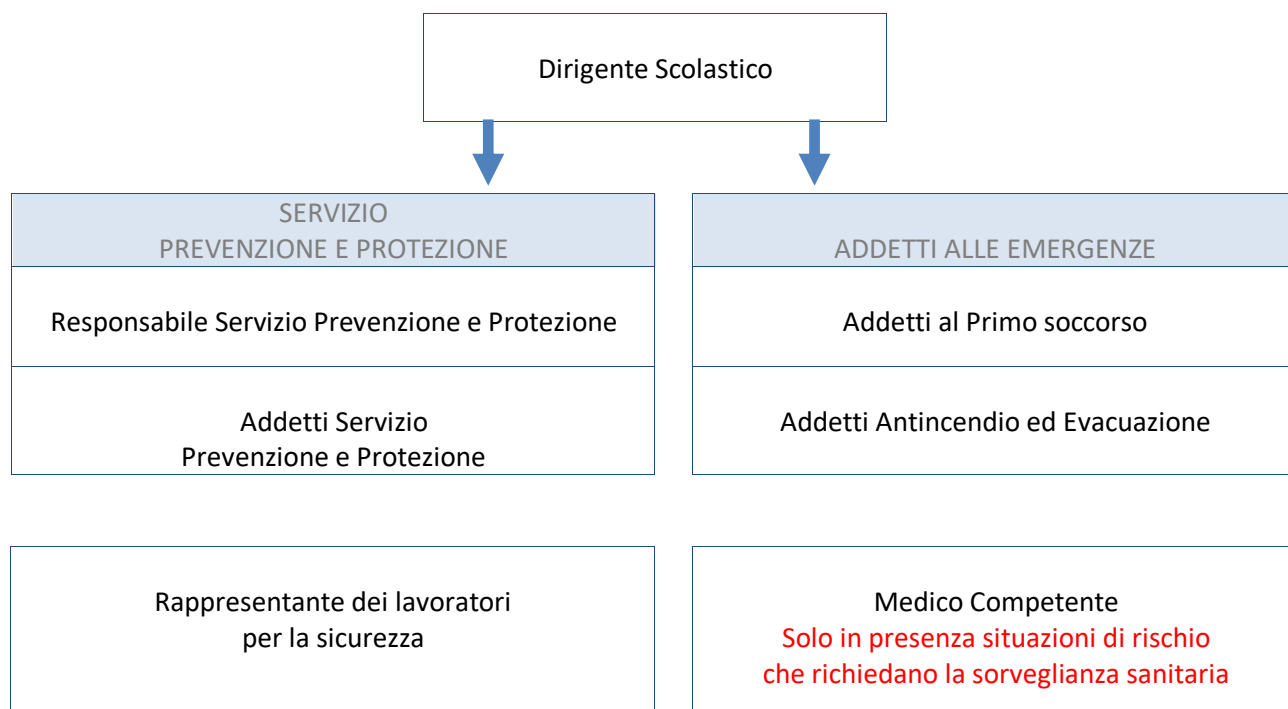 Dirigente Scolastico
SERVIZIO
PREVENZIONE E PROTEZIONE
Responsabile Servizio Prevenzione e Protezione
Addetti Servizio
Prevenzione e Protezione
ADDETTI ALLE EMERGENZE
Addetti al Primo soccorso
Addetti Antincendio ed Evacuazione
Rappresentante dei lavoratori
per la sicurezza
Medico Competente
Solo in presenza situazioni di rischio
che richiedano la sorveglianza sanitaria